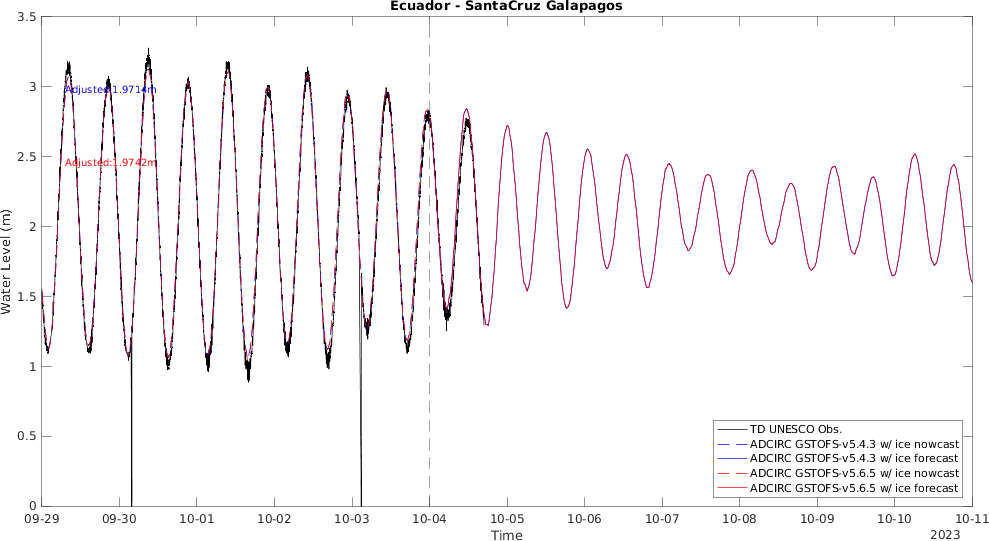 Ecuador - SantaCruz Galapagos
3.5
3
2.5
2
1.5
1
0.5
0
Water Level (m)
Adjusted:1.9714m
Adjusted:1.9742m
TD UNESCO Obs.
ADCIRC GSTOFS-v5.4.3 w/ ice nowcast
ADCIRC GSTOFS-v5.4.3 w/ ice forecast
ADCIRC GSTOFS-v5.6.5 w/ ice nowcast
ADCIRC GSTOFS-v5.6.5 w/ ice forecast
09-29 09-30 10-01 10-02 10-03 10-04 10-05 10-06 10-07 10-08 10-09 10-10 10-11
Time
2023